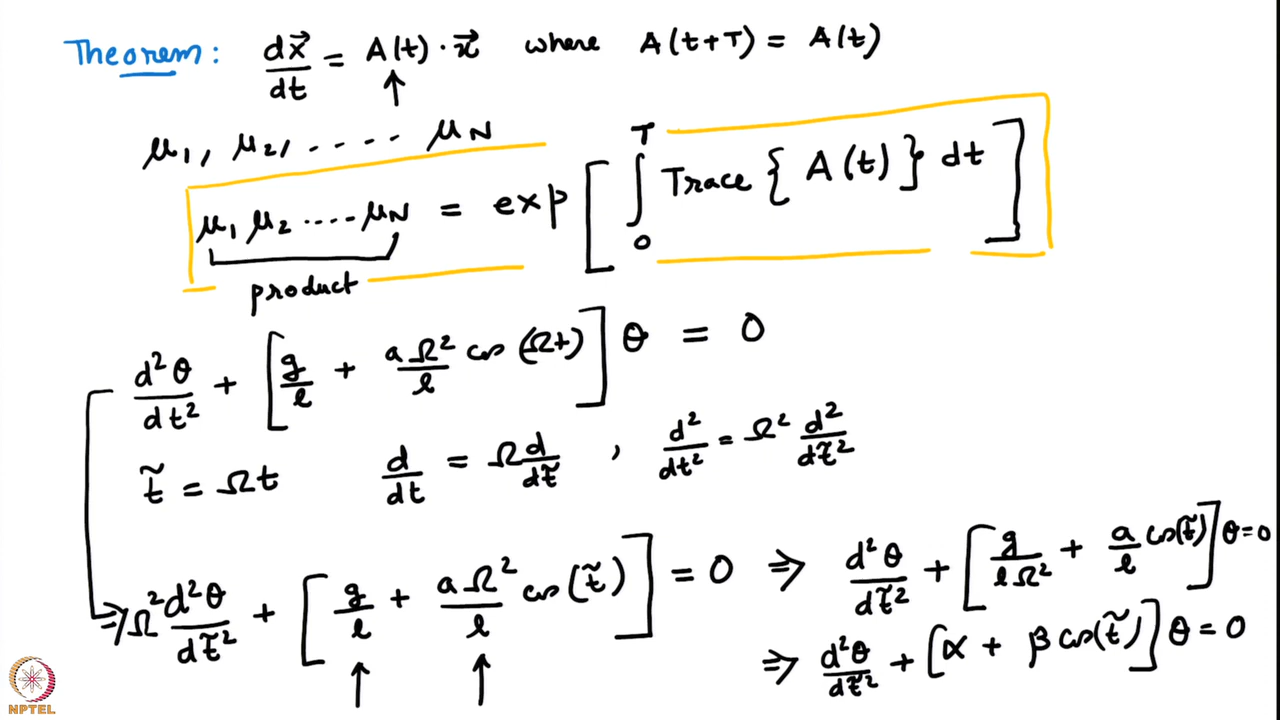 Theorem: dx⃗/dt = A(t)·x⃗ where A(t+T) = A(t)
μ₁, μ₂, ..... μ_N
μ₁ μ₂ ..... μ_N = exp[ ∫₀ᵀ Trace { A(t) } dt ]
product
d²θ/dt² + [ g/l + aΩ²/l cos(Ωt) ] θ = 0
t̃ = Ωt d/dt = Ω d/dt̃ , d²/dt² = Ω² d²/dt̃²
⇒ Ω² d²θ/dt̃² + [ g/l + aΩ²/l cos(t̃) ] = 0 ⇒ d²θ/dt̃² + [ g/lΩ² + a/l cos(t̃) ] θ = 0
⇒ d²θ/dt̃² + [ α + β cos(t̃) ] θ = 0
NPTEL